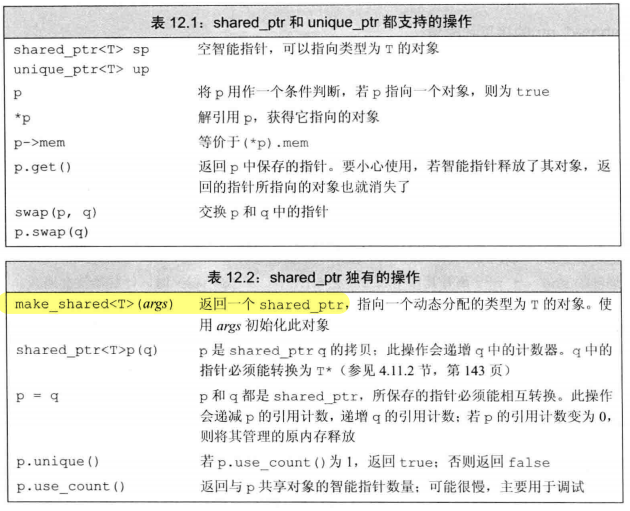 表 12.1：shared_ptr 和 unique_ptr 都支持的操作
shared_ptr<T> sp 空智能指针，可以指向类型为 T 的对象
unique_ptr<T> up
p 将 p 用作一个条件判断，若 p 指向一个对象，则为 true
*p 解引用 p，获得它指向的对象
p->mem 等价于(*p).mem
p.get() 返回 p 中保存的指针。要小心使用，若智能指针释放了其对象，返
回的指针所指向的对象也就消失了
swap(p, q) 交换 p 和 q 中的指针
p.swap(q)
表 12.2：shared_ptr 独有的操作
make_shared<T>(args) 返回一个 shared_ptr，指向一个动态分配的类型为 T 的对象。使
用 args 初始化此对象
shared_ptr<T>p(q) p 是 shared_ptr q 的拷贝；此操作会递增 q 中的计数器。q 中的
指针必须能转换为 T*（参见 4.11.2 节，第 143 页）
p = q p 和 q 都是 shared_ptr，所保存的指针必须能相互转换。此操作
会递减 p 的引用计数，递增 q 的引用计数；若 p 的引用计数变为 0，
则将其管理的原内存释放
p.unique() 若 p.use_count()为 1，返回 true；否则返回 false
p.use_count() 返回与 p 共享对象的智能指针数量；可能很慢，主要用于调试